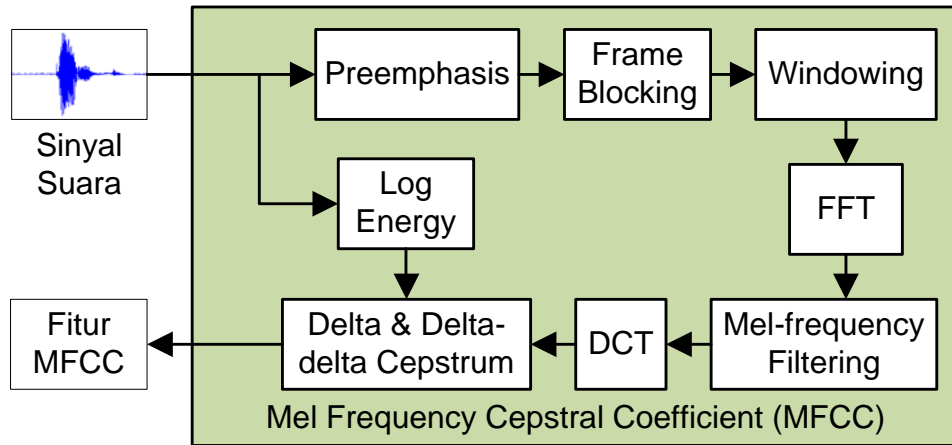 Sinyal
Suara
Preemphasis
Frame
Blocking
Windowing
Log
Energy
FFT
Fitur
MFCC
Delta & Delta-
delta Cepstrum
DCT
Mel-frequency
Filtering
Mel Frequency Cepstral Coefficient (MFCC)